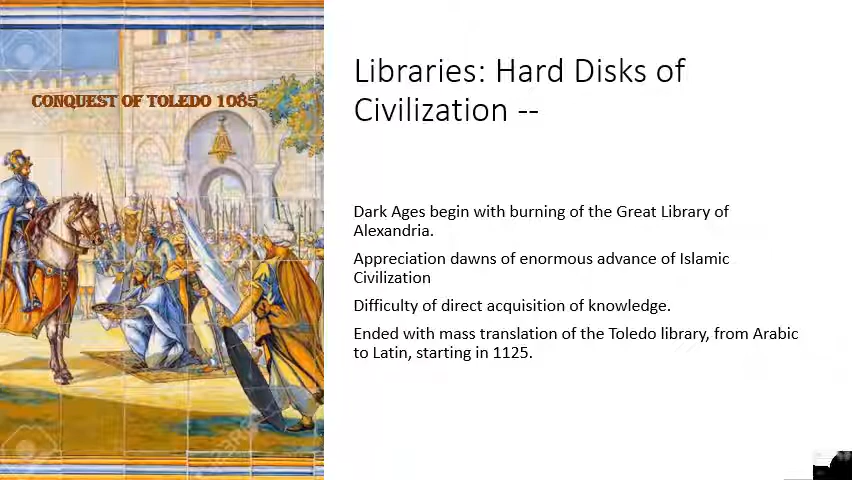 CONQUEST OF TOLEDO 1085
Libraries: Hard Disks of
Civilization --
Dark Ages begin with burning of the Great Library of
Alexandria.
Appreciation dawns of enormous advance of Islamic
Civilization
Difficulty of direct acquisition of knowledge.
Ended with mass translation of the Toledo library, from Arabic
to Latin, starting in 1125.